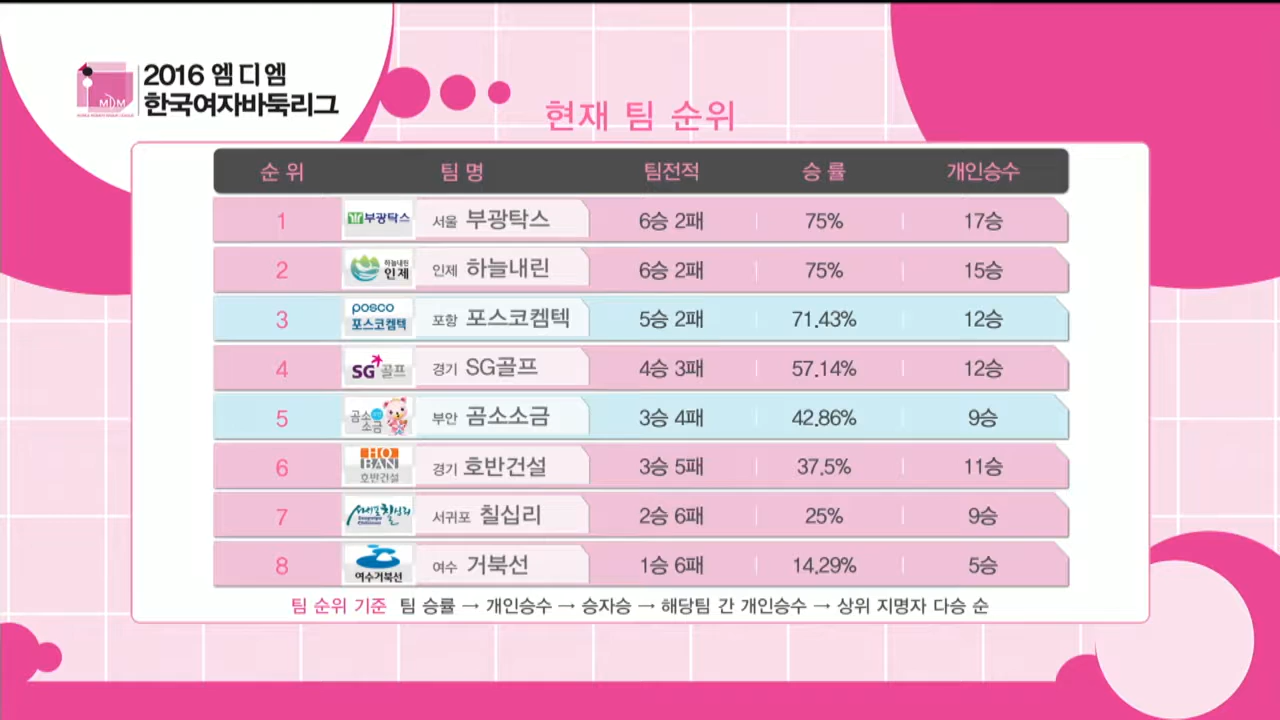 2016 엠디엠
한국여자바둑리그
MDM
현재 팀 순위
순 위 팀 명 팀전적 승 률 개인승수
1 부광탁스 서울 부광탁스 6승 2패 75% 17승
2 하늘내린 인제 인제 하늘내린 6승 2패 75% 15승
3 posco 포스코켐텍 포항 포스코켐텍 5승 2패 71.43% 12승
4 SG골프 경기 SG골프 4승 3패 57.14% 12승
5 곰소소금 부안 곰소소금 3승 4패 42.86% 9승
6 HOBAN 호반건설 경기 호반건설 3승 5패 37.5% 11승
7 서귀포칠십리 서귀포 칠십리 2승 6패 25% 9승
8 여수거북선 여수 거북선 1승 6패 14.29% 5승
팀 순위 기준 팀 승률 → 개인승수 → 승자승 → 해당팀 간 개인승수 → 상위 지명자 다승 순